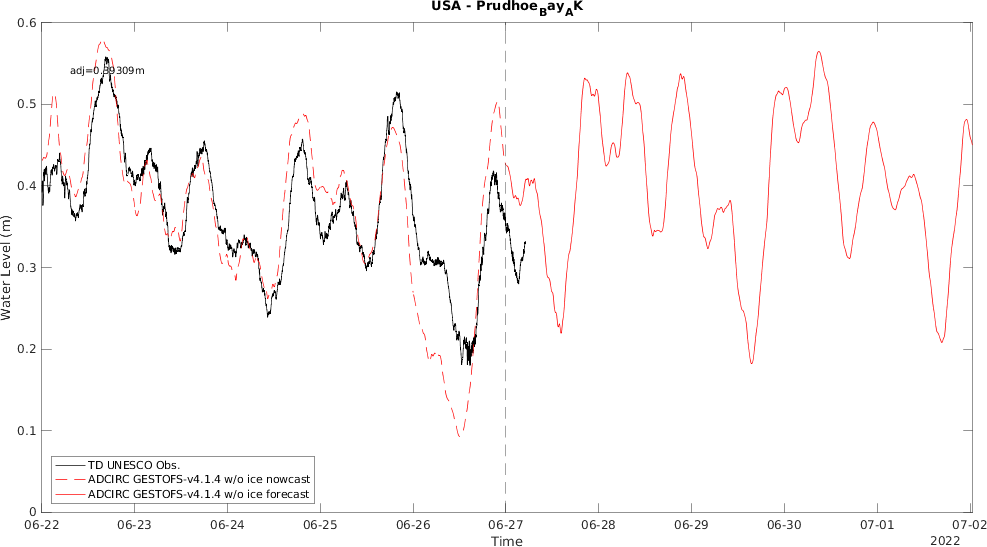 USA - Prudhoe_Bay_AK
0.6
0.5
0.4
0.3
0.2
0.1
0
Water Level (m)
adj=0.39309m
TD UNESCO Obs.
ADCIRC GESTOFS-v4.1.4 w/o ice nowcast
ADCIRC GESTOFS-v4.1.4 w/o ice forecast
06-22 06-23 06-24 06-25 06-26 06-27 06-28 06-29 06-30 07-01 07-02
Time
2022